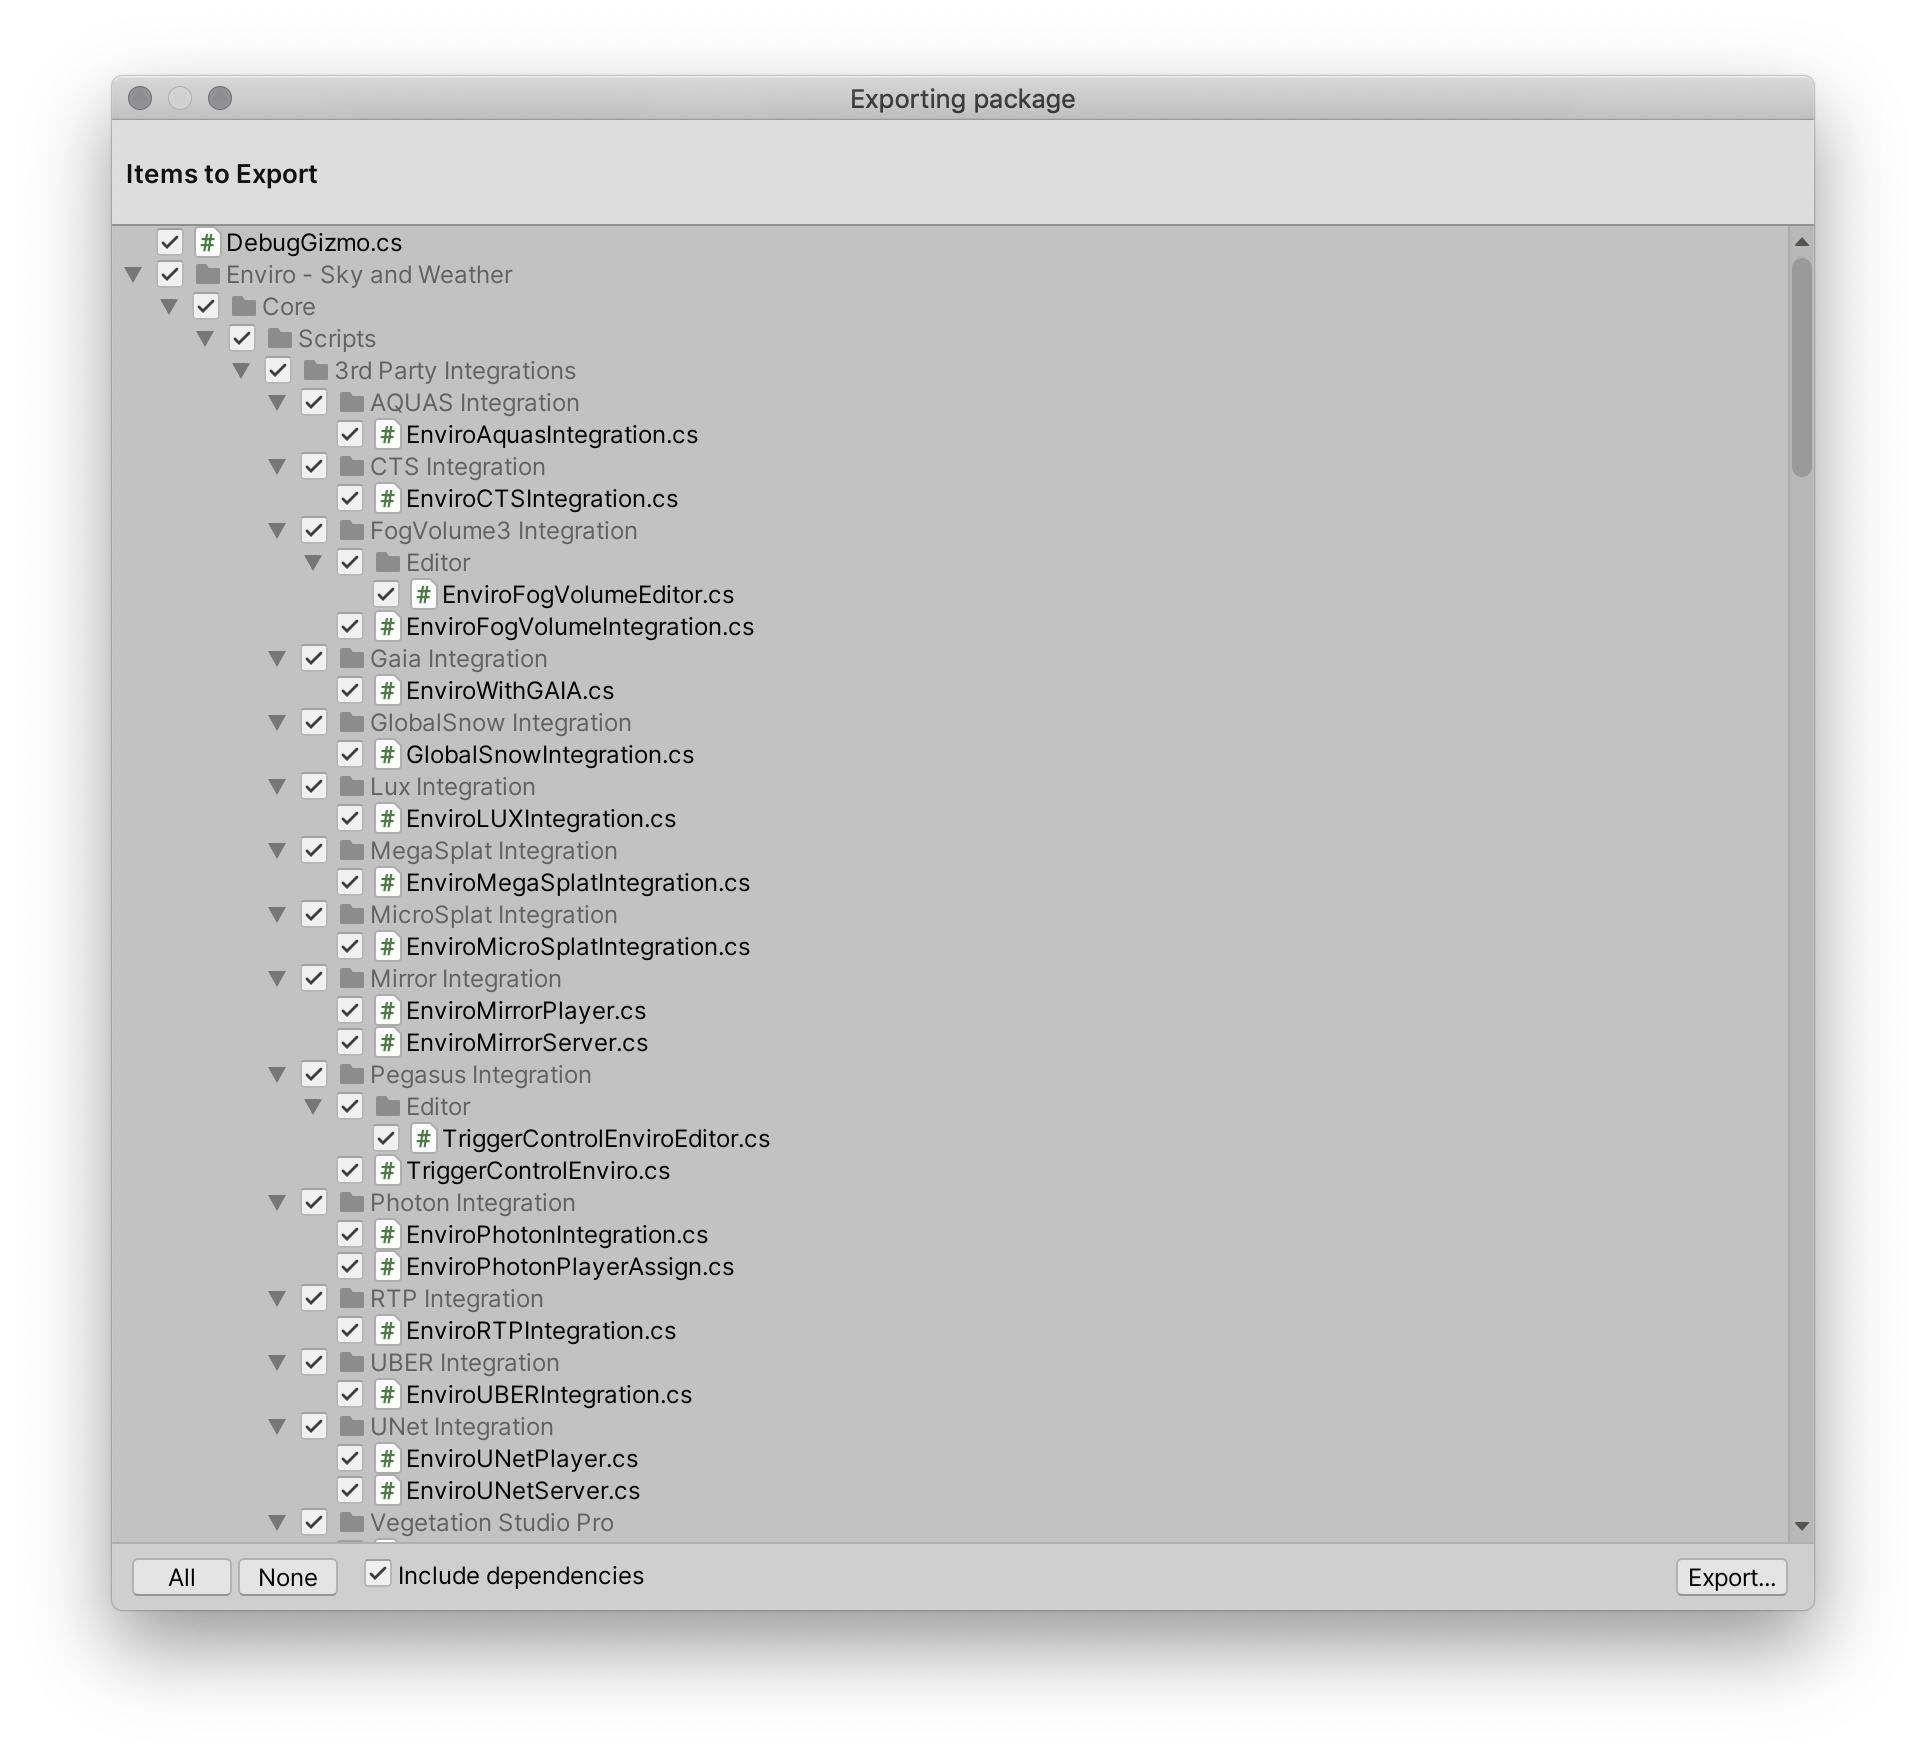 Exporting package
Items to Export
DebugGizmo.cs
Enviro - Sky and Weather
Core
Scripts
3rd Party Integrations
AQUAS Integration
EnviroAquasIntegration.cs
CTS Integration
EnviroCTSIntegration.cs
FogVolume3 Integration
Editor
EnviroFogVolumeEditor.cs
EnviroFogVolumeIntegration.cs
Gaia Integration
EnviroWithGAIA.cs
GlobalSnow Integration
GlobalSnowIntegration.cs
Lux Integration
EnviroLUXIntegration.cs
MegaSplat Integration
EnviroMegaSplatIntegration.cs
MicroSplat Integration
EnviroMicroSplatIntegration.cs
Mirror Integration
EnviroMirrorPlayer.cs
EnviroMirrorServer.cs
Pegasus Integration
Editor
TriggerControlEnviroEditor.cs
TriggerControlEnviro.cs
Photon Integration
EnviroPhotonIntegration.cs
EnviroPhotonPlayerAssign.cs
RTP Integration
EnviroRTPIntegration.cs
UBER Integration
EnviroUBERIntegration.cs
UNet Integration
EnviroUNetPlayer.cs
EnviroUNetServer.cs
Vegetation Studio Pro
All None Include dependencies Export...